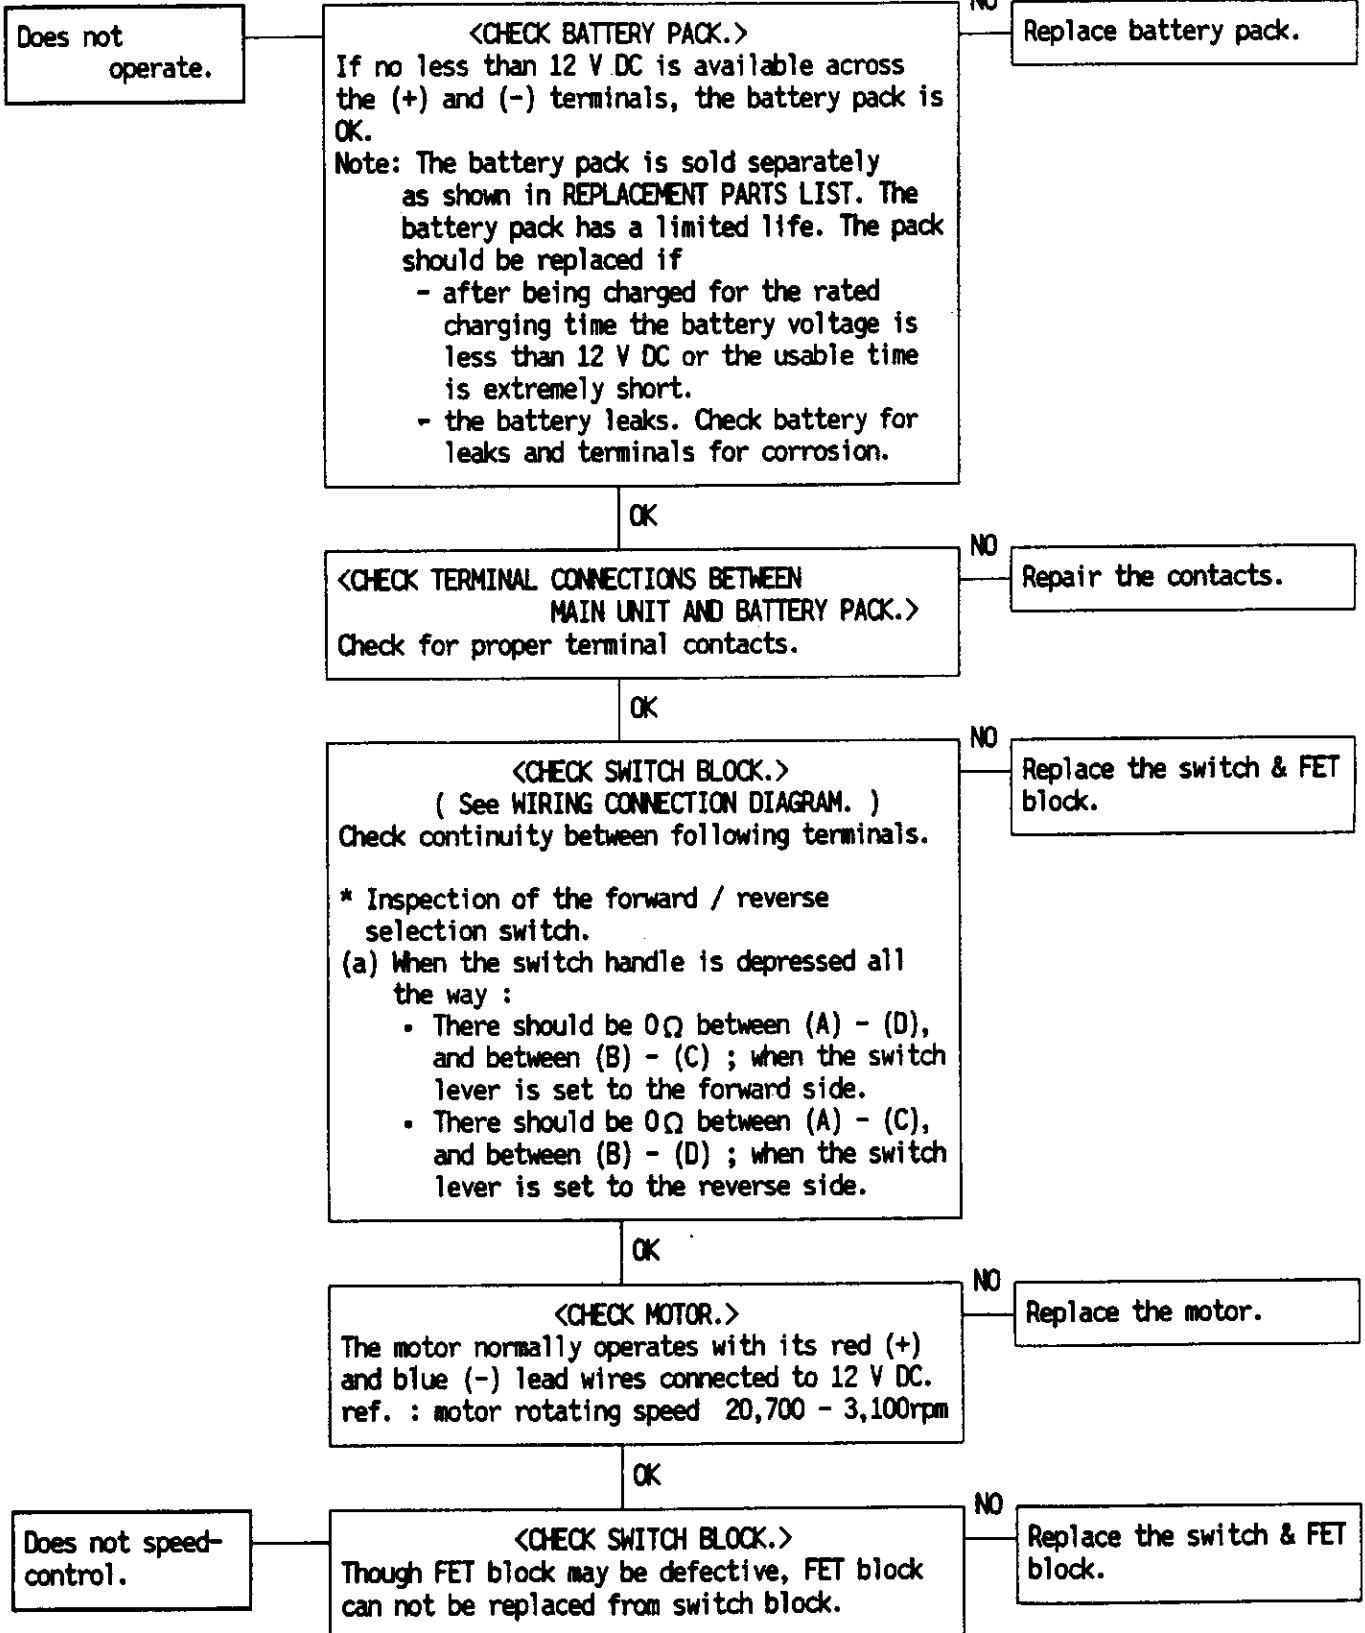 Does not
operate.
<CHECK BATTERY PACK.>
If no less than 12 V DC is available across
the (+) and (-) terminals, the battery pack is
OK.
Note: The battery pack is sold separately
as shown in REPLACEMENT PARTS LIST. The
battery pack has a limited life. The pack
should be replaced if
- after being charged for the rated
charging time the battery voltage is
less than 12 V DC or the usable time
is extremely short.
- the battery leaks. Check battery for
leaks and terminals for corrosion.
NO
Replace battery pack.
OK
<CHECK TERMINAL CONNECTIONS BETWEEN
MAIN UNIT AND BATTERY PACK.>
Check for proper terminal contacts.
NO
Repair the contacts.
OK
<CHECK SWITCH BLOCK.>
( See WIRING CONNECTION DIAGRAM. )
Check continuity between following terminals.
* Inspection of the forward / reverse
selection switch.
(a) When the switch handle is depressed all
the way :
• There should be 0Ω between (A) - (D),
and between (B) - (C) ; when the switch
lever is set to the forward side.
• There should be 0Ω between (A) - (C),
and between (B) - (D) ; when the switch
lever is set to the reverse side.
NO
Replace the switch & FET
block.
OK
<CHECK MOTOR.>
The motor normally operates with its red (+)
and blue (-) lead wires connected to 12 V DC.
ref. : motor rotating speed 20,700 - 3,100rpm
NO
Replace the motor.
OK
Does not speed-
control.
<CHECK SWITCH BLOCK.>
Though FET block may be defective, FET block
can not be replaced from switch block.
NO
Replace the switch & FET
block.